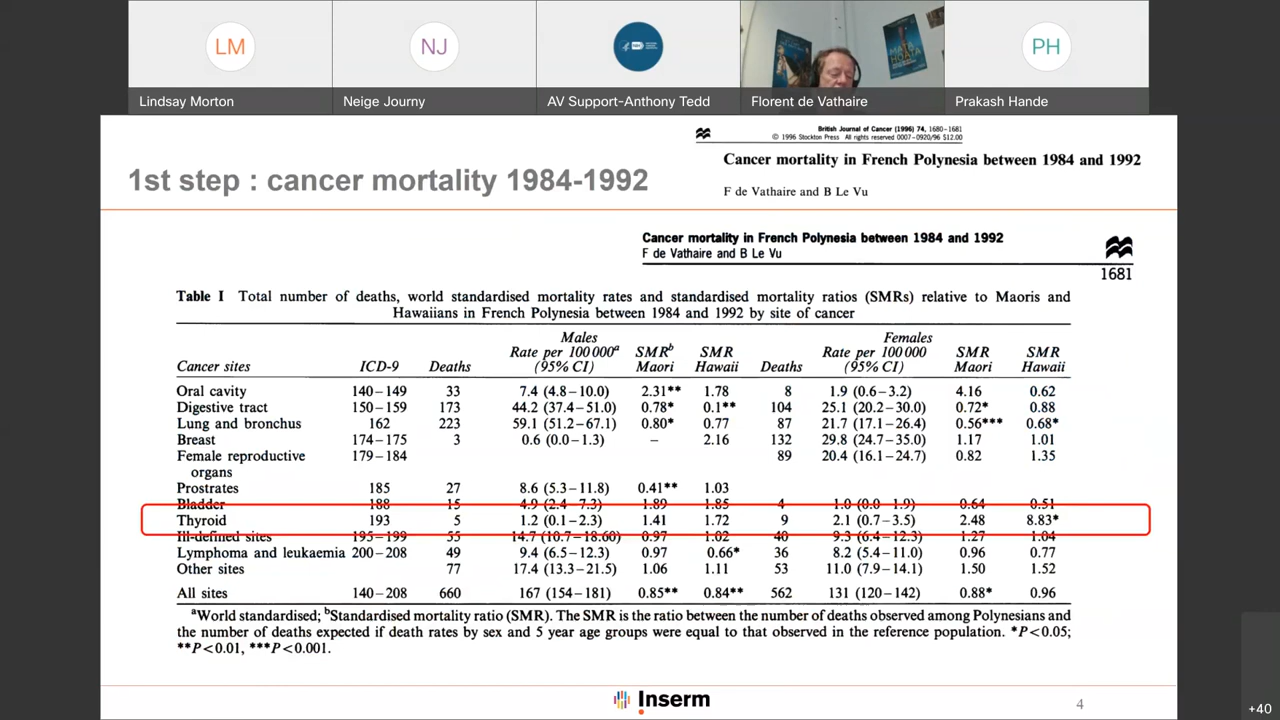 LM
NJ
PH
Lindsay Morton
Neige Journy
AV Support-Anthony Tedd
Florent de Vathaire
Prakash Hande
British Journal of Cancer (1996) 74, 1680-1681
© 1996 Stockton Press All rights reserved 0007-0920/96 $12.00
Cancer mortality in French Polynesia between 1984 and 1992
F de Vathaire and B Le Vu
1st step : cancer mortality 1984-1992
Cancer mortality in French Polynesia between 1984 and 1992
F de Vathaire and B Le Vu
1681
Table I Total number of deaths, world standardised mortality rates and standardised mortality ratios (SMRs) relative to Maoris and
Hawaiians in French Polynesia between 1984 and 1992 by site of cancer
Males Females
Rate per 100 000ᵃ SMRᵇ SMR Rate per 100 000 SMR SMR
Cancer sites ICD-9 Deaths (95% CI) Maori Hawaii Deaths (95% CI) Maori Hawaii
Oral cavity 140–149 33 7.4 (4.8–10.0) 2.31** 1.78 8 1.9 (0.6–3.2) 4.16 0.62
Digestive tract 150–159 173 44.2 (37.4–51.0) 0.78* 0.1** 104 25.1 (20.2–30.0) 0.72* 0.88
Lung and bronchus 162 223 59.1 (51.2–67.1) 0.80* 0.77 87 21.7 (17.1–26.4) 0.56*** 0.68*
Breast 174–175 3 0.6 (0.0–1.3) – 2.16 132 29.8 (24.7–35.0) 1.17 1.01
Female reproductive 179–184 89 20.4 (16.1–24.7) 0.82 1.35
organs
Prostrates 185 27 8.6 (5.3–11.8) 0.41** 1.03
Bladder 188 15 4.9 (2.4–7.3) 1.89 1.85 4 1.0 (0.0–1.9) 0.64 0.51
Thyroid 193 5 1.2 (0.1–2.3) 1.41 1.72 9 2.1 (0.7–3.5) 2.48 8.83*
Ill-defined sites 195–199 55 14.7 (10.7–18.60) 0.97 1.02 40 9.3 (6.4–12.3) 1.27 1.04
Lymphoma and leukaemia 200–208 49 9.4 (6.5–12.3) 0.97 0.66* 36 8.2 (5.4–11.0) 0.96 0.77
Other sites 77 17.4 (13.3–21.5) 1.06 1.11 53 11.0 (7.9–14.1) 1.50 1.52
All sites 140–208 660 167 (154–181) 0.85** 0.84** 562 131 (120–142) 0.88* 0.96
ᵃWorld standardised; ᵇStandardised mortality ratio (SMR). The SMR is the ratio between the number of deaths observed among Polynesians and
the number of deaths expected if death rates by sex and 5 year age groups were equal to that observed in the reference population. *P<0.05;
**P<0.01, ***P<0.001.
Inserm
4
+40